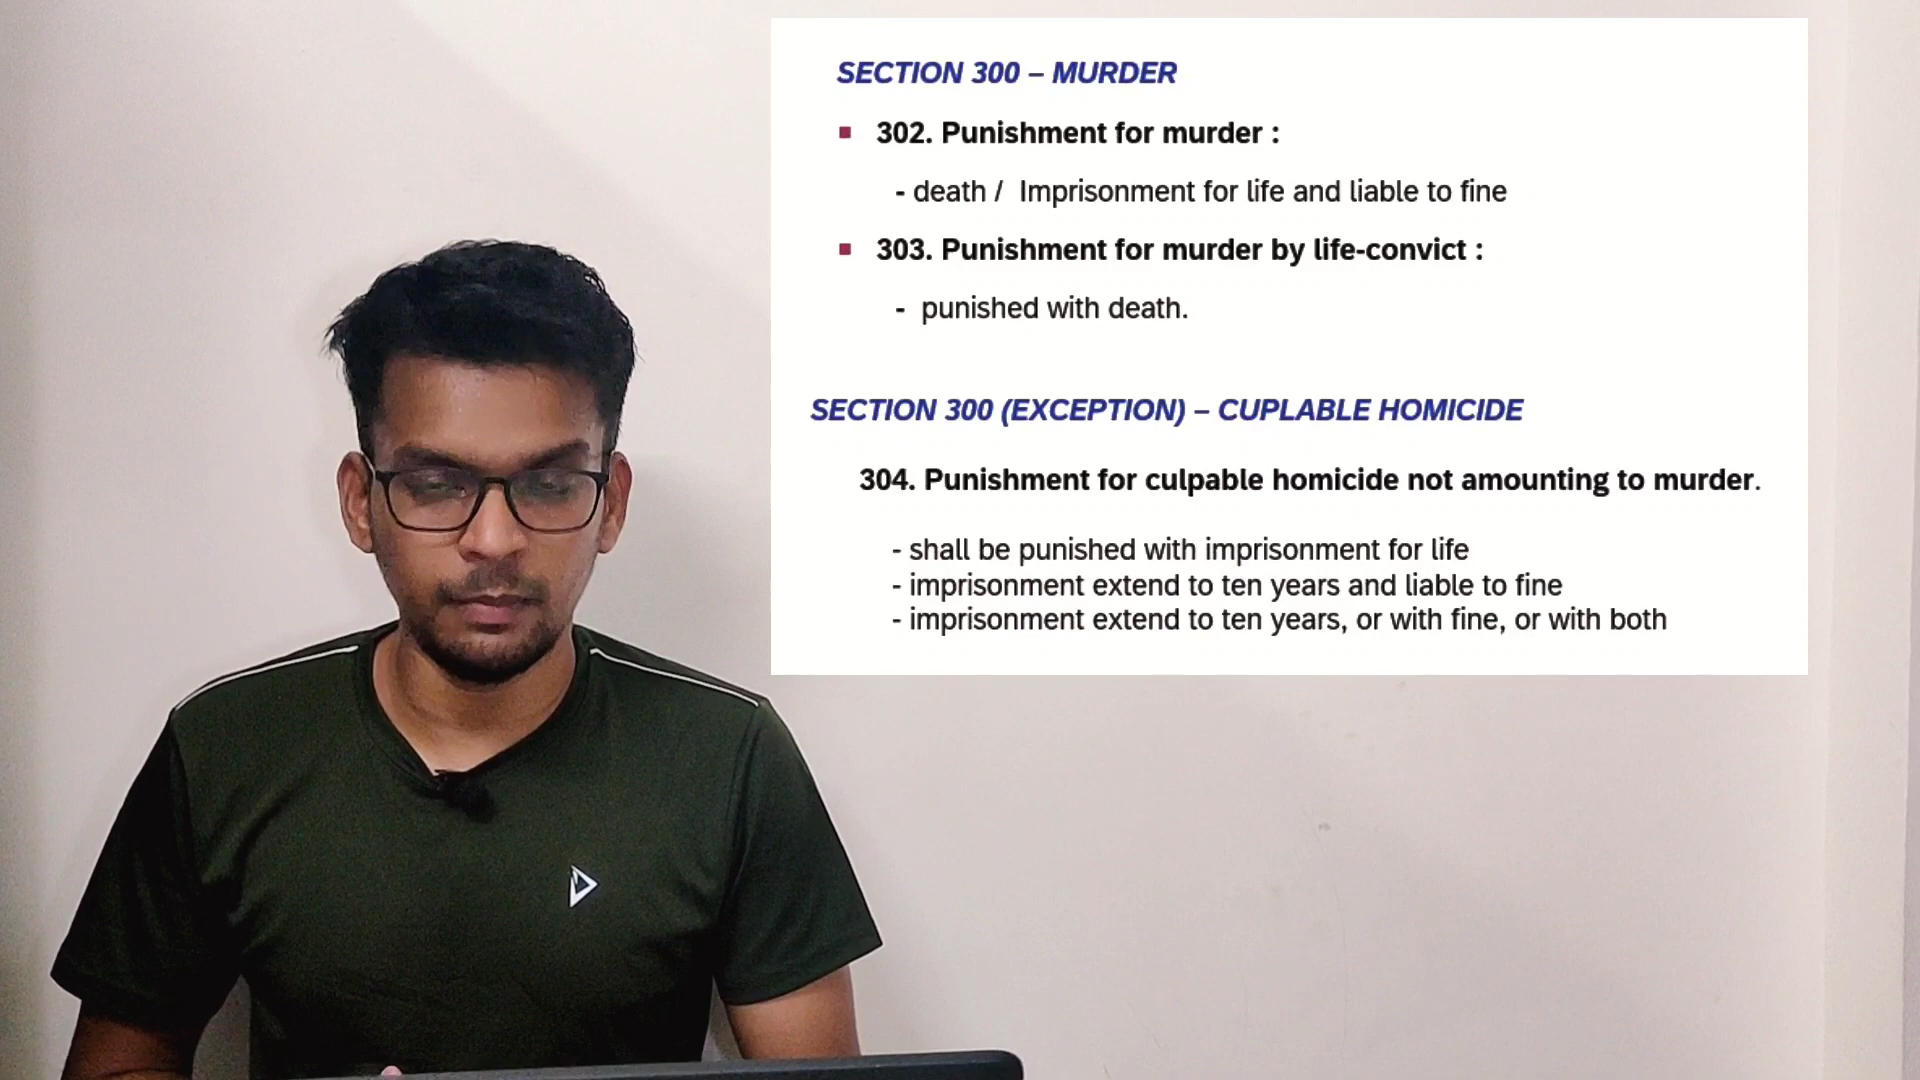 SECTION 300 – MURDER
▪ 302. Punishment for murder :
- death / Imprisonment for life and liable to fine
▪ 303. Punishment for murder by life-convict :
- punished with death.
SECTION 300 (EXCEPTION) – CUPLABLE HOMICIDE
304. Punishment for culpable homicide not amounting to murder.
- shall be punished with imprisonment for life
- imprisonment extend to ten years and liable to fine
- imprisonment extend to ten years, or with fine, or with both